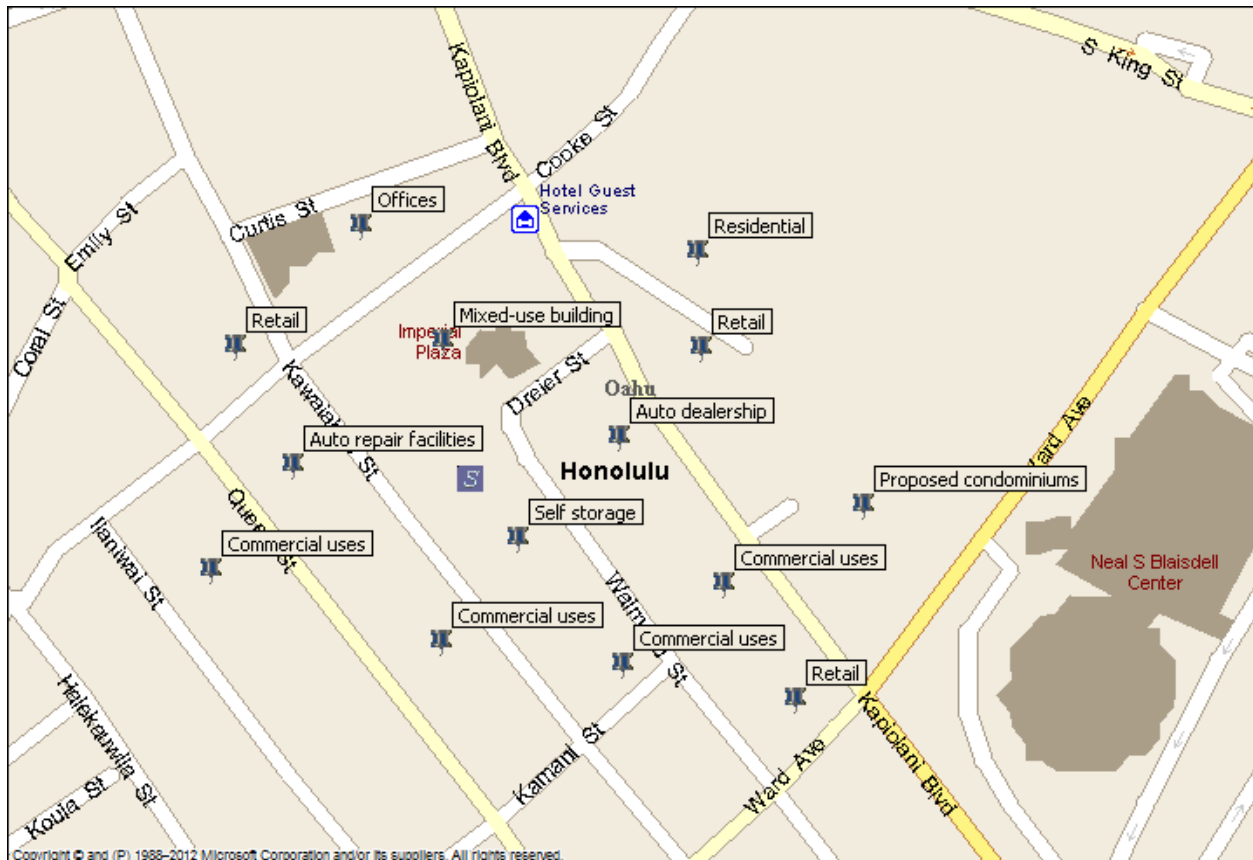 S King St
Kapiolani Blvd
Cooke St
Hotel Guest
Services
Offices
Curtis St
Emily St
Residential
Coral St
Retail
Mixed-use building
Imperial
Plaza
Retail
Dreier St
Oahu
Auto dealership
Ward Ave
Auto repair facilities
S
Honolulu
Proposed condominiums
Self storage
Queen St
Ilaniwai St
Commercial uses
Commercial uses
Neal S Blaisdell
Center
Commercial uses
Commercial uses
Retail
Halekauwila St
Kamani St
Ward Ave
Kapiolani Blvd
Koula St
Copyright © and (P) 1988–2012 Microsoft Corporation and/or its suppliers. All rights reserved.